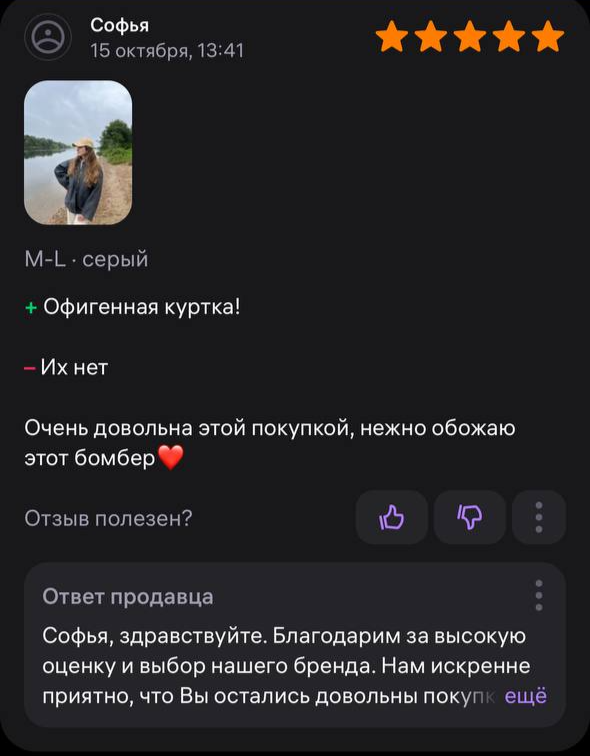 Софья
15 октября, 13:41
M-L · серый
+ Офигенная куртка!
– Их нет
Очень довольна этой покупкой, нежно обожаю
этот бомбер❤️
Отзыв полезен?
Ответ продавца
Софья, здравствуйте. Благодарим за высокую
оценку и выбор нашего бренда. Нам искренне
приятно, что Вы остались довольны покупк ещё